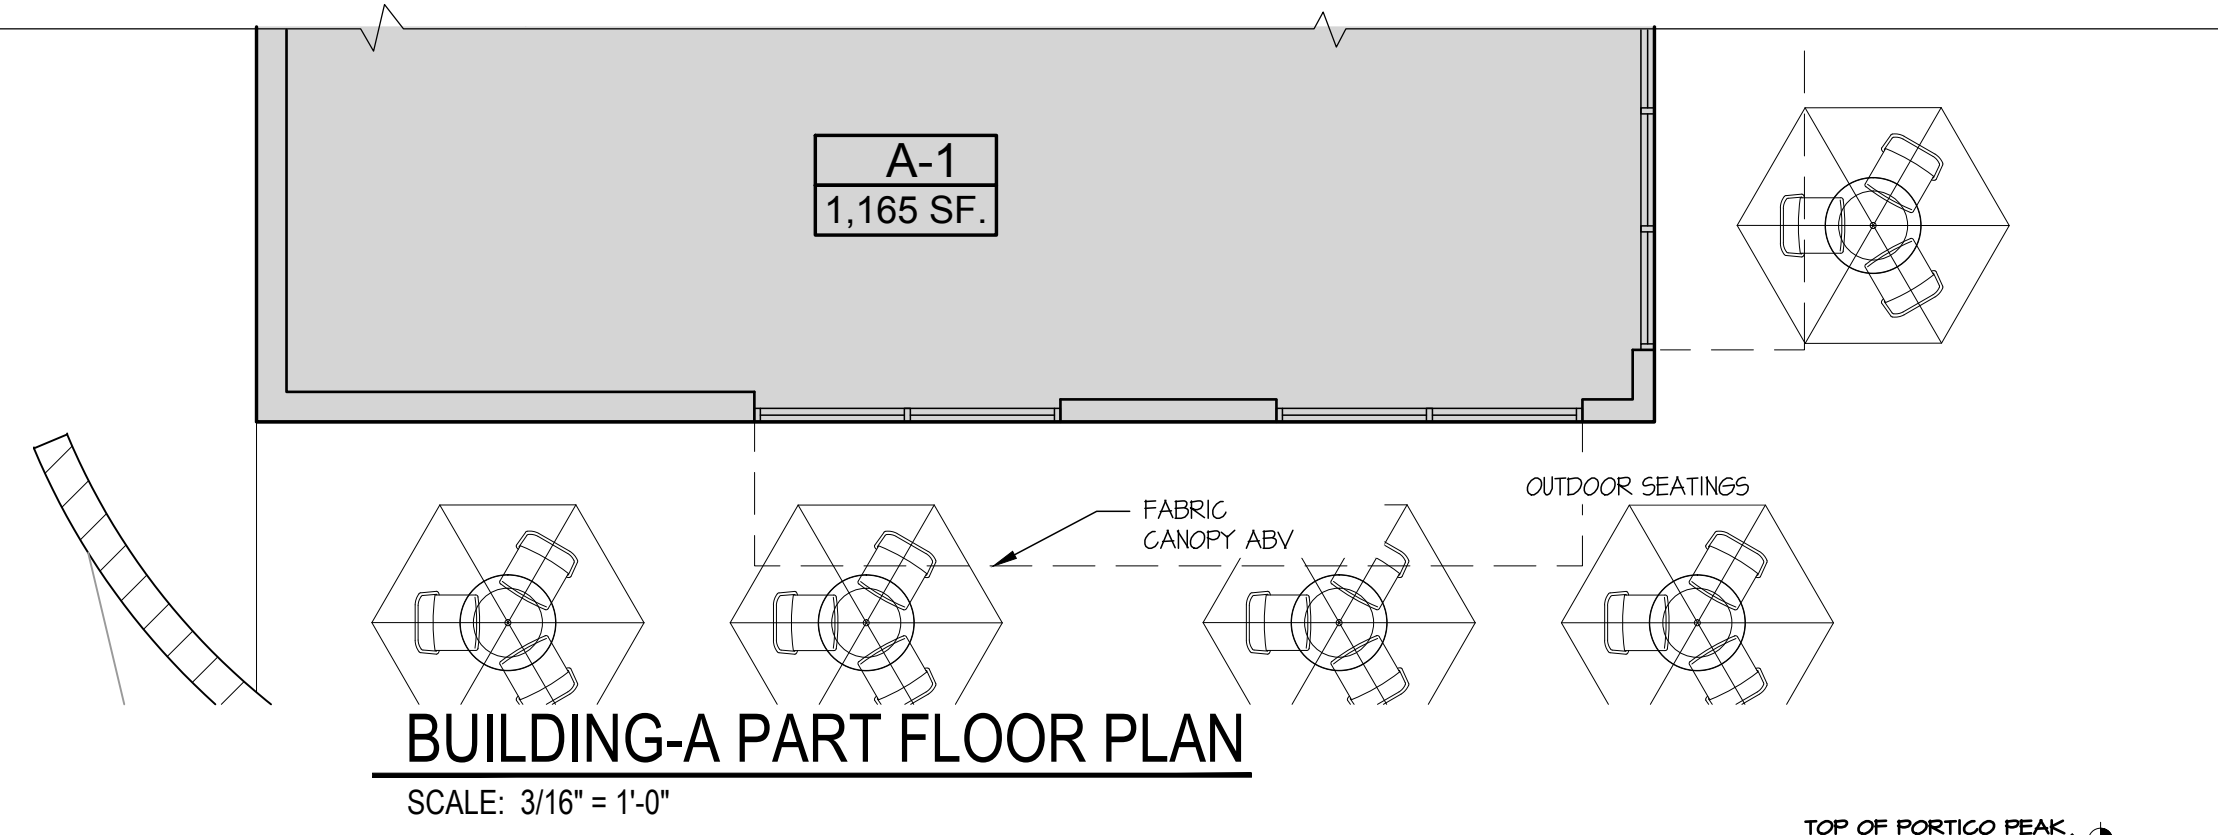 A-1
1,165 SF.
OUTDOOR SEATINGS
FABRIC
CANOPY ABV
BUILDING-A PART FLOOR PLAN
SCALE: 3/16" = 1'-0"
TOP OF PORTICO PEAK